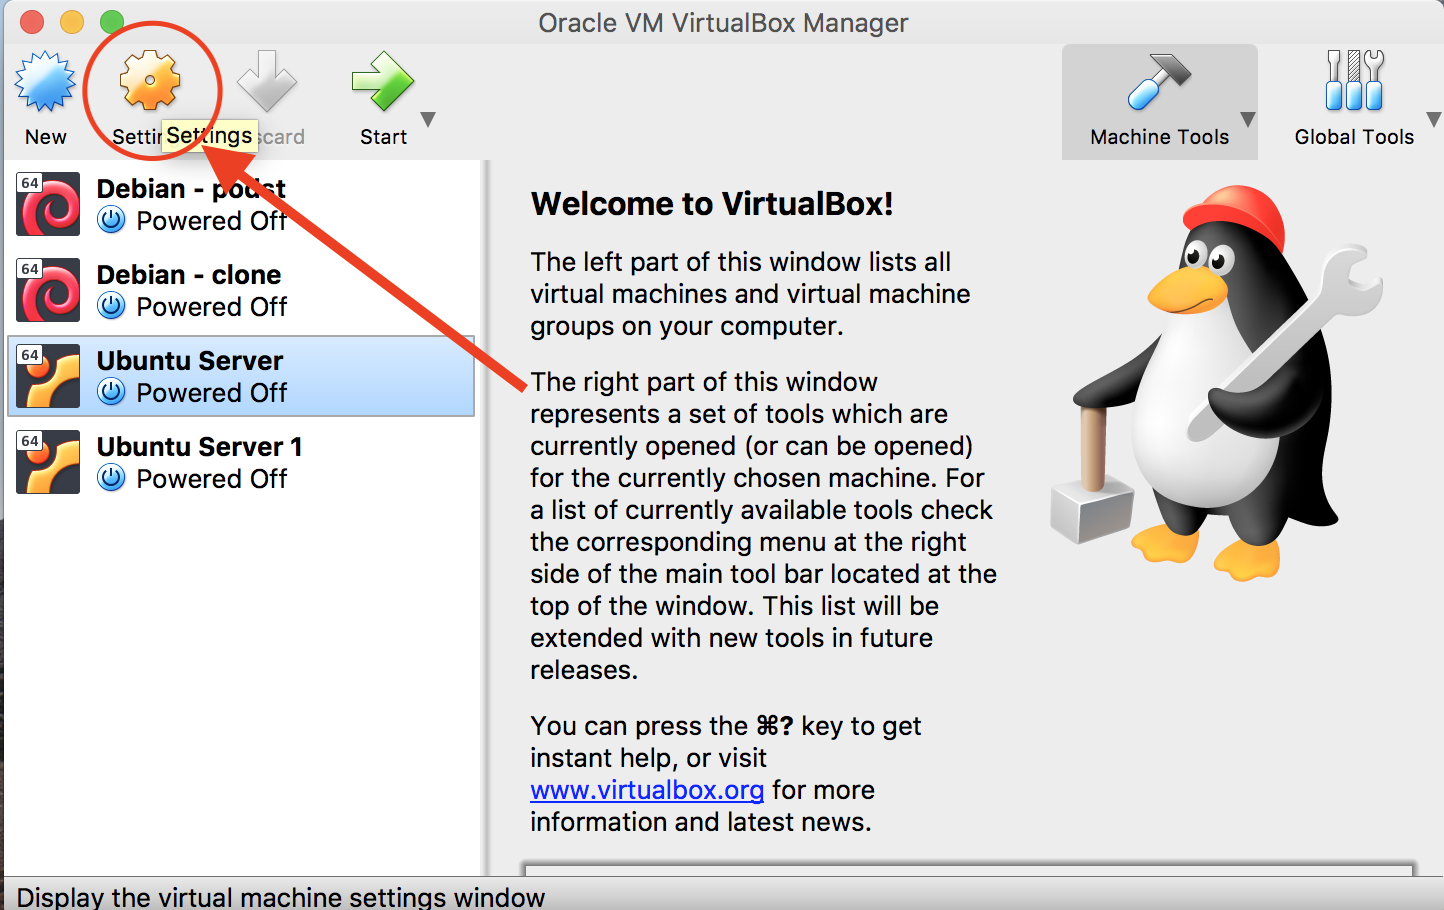 Oracle VM VirtualBox Manager
New
Settin
Settings
scard
Start
Machine Tools
Global Tools
64
Debian - podst
Powered Off
64
Debian - clone
Powered Off
64
Ubuntu Server
Powered Off
64
Ubuntu Server 1
Powered Off
Welcome to VirtualBox!
The left part of this window lists all
virtual machines and virtual machine
groups on your computer.
The right part of this window
represents a set of tools which are
currently opened (or can be opened)
for the currently chosen machine. For
a list of currently available tools check
the corresponding menu at the right
side of the main tool bar located at the
top of the window. This list will be
extended with new tools in future
releases.
You can press the ⌘? key to get
instant help, or visit
www.virtualbox.org for more
information and latest news.
Display the virtual machine settings window